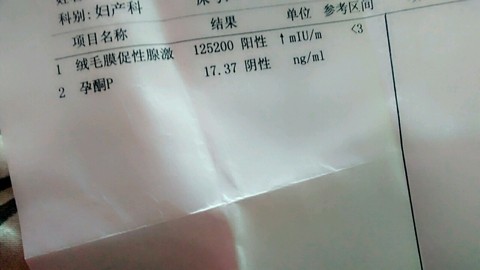 科别:妇产科
项目名称 结果 单位 参考区间
1 绒毛膜促性腺激 125200 阳性 ↑ mIU/m <3
2 孕酮P 17.37 阴性 ng/ml